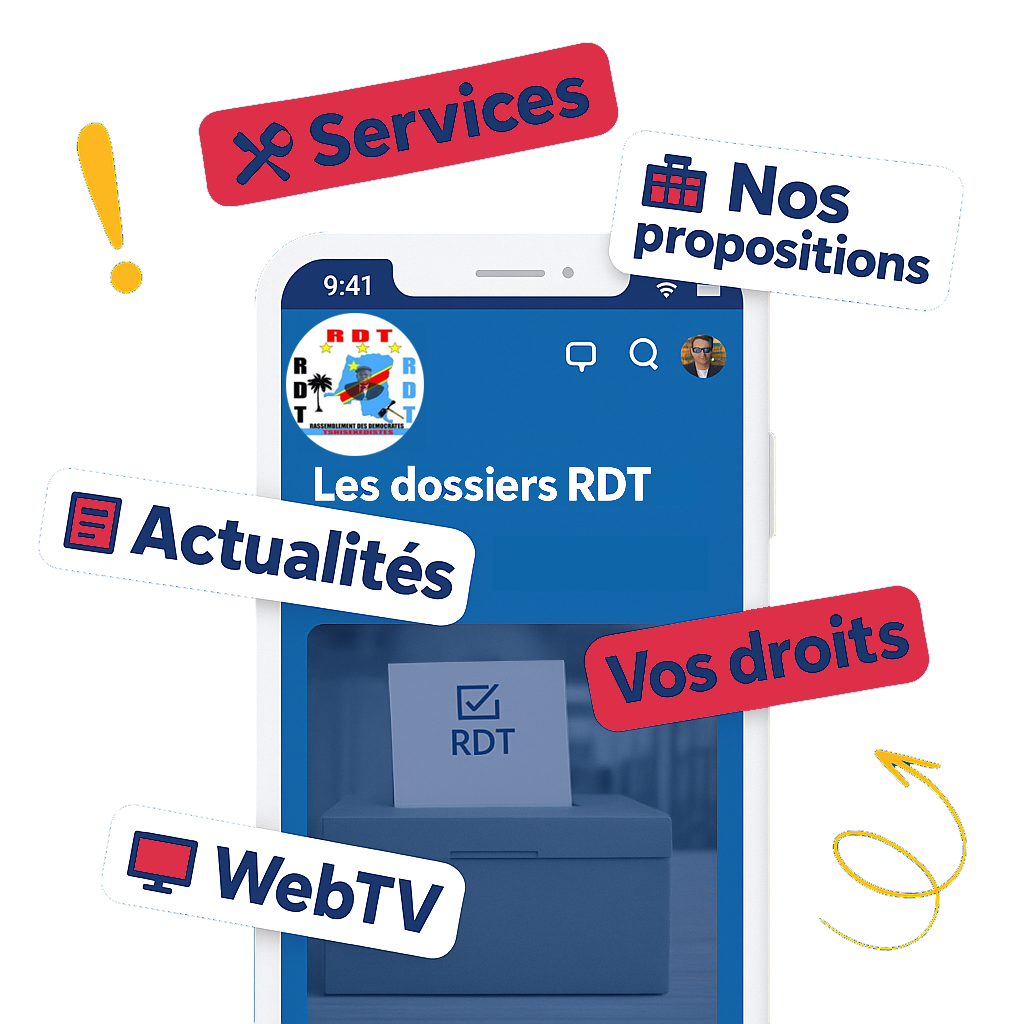 Services
Nos
propositions
9:41
RDT
RDT
RDT
RASSEMBLEMENT DES DEMOCRATES
TSHISEKEDISTES
Les dossiers RDT
Actualités
Vos droits
RDT
WebTV